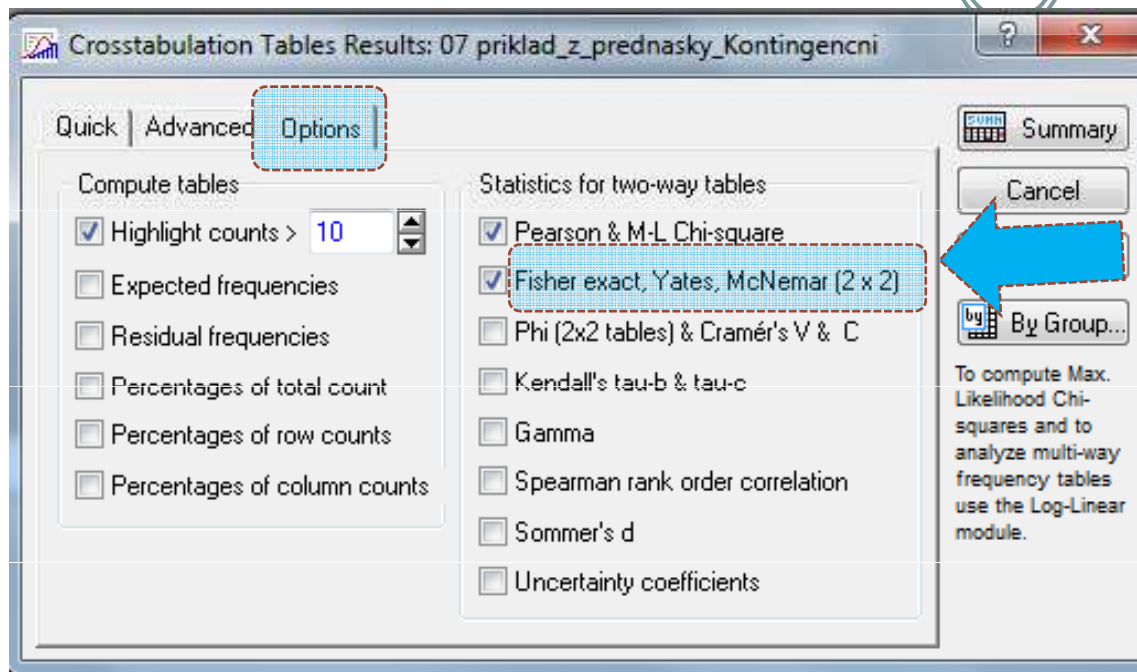 Crosstabulation Tables Results: 07 priklad_z_prednasky_Kontingencni
?
x
Quick
Advanced
Options
Compute tables
Highlight counts > 10
Expected frequencies
Residual frequencies
Percentages of total count
Percentages of row counts
Percentages of column counts
Statistics for two-way tables
Pearson & M-L Chi-square
Fisher exact, Yates, McNemar (2 x 2)
Phi (2x2 tables) & Cramér's V & C
Kendall's tau-b & tau-c
Gamma
Spearman rank order correlation
Sommer's d
Uncertainty coefficients
Summary
Cancel
by By Group...
To compute Max.
Likelihood Chi-
squares and to
analyze multi-way
frequency tables
use the Log-Linear
module.